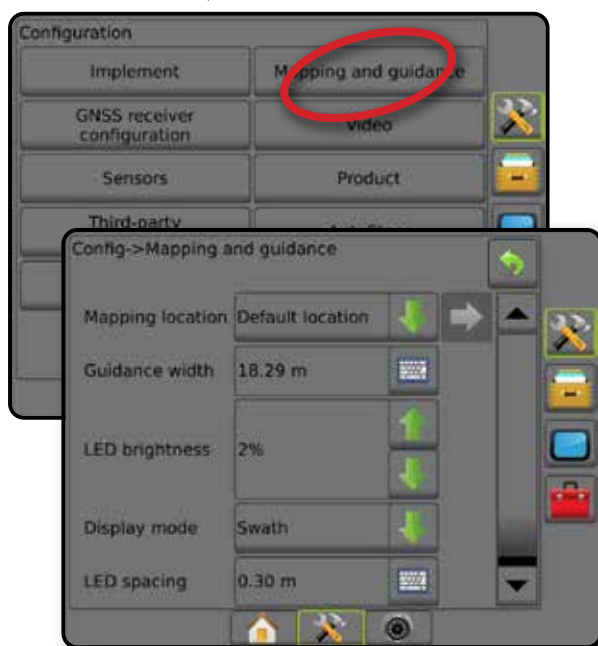 Configuration
Implement
Mapping and guidance
GNSS receiver
configuration
Video
Sensors
Product
Third-party
Config->Mapping and guidance
Mapping location
Default location
Guidance width
18.29 m
LED brightness
2%
Display mode
Swath
LED spacing
0.30 m